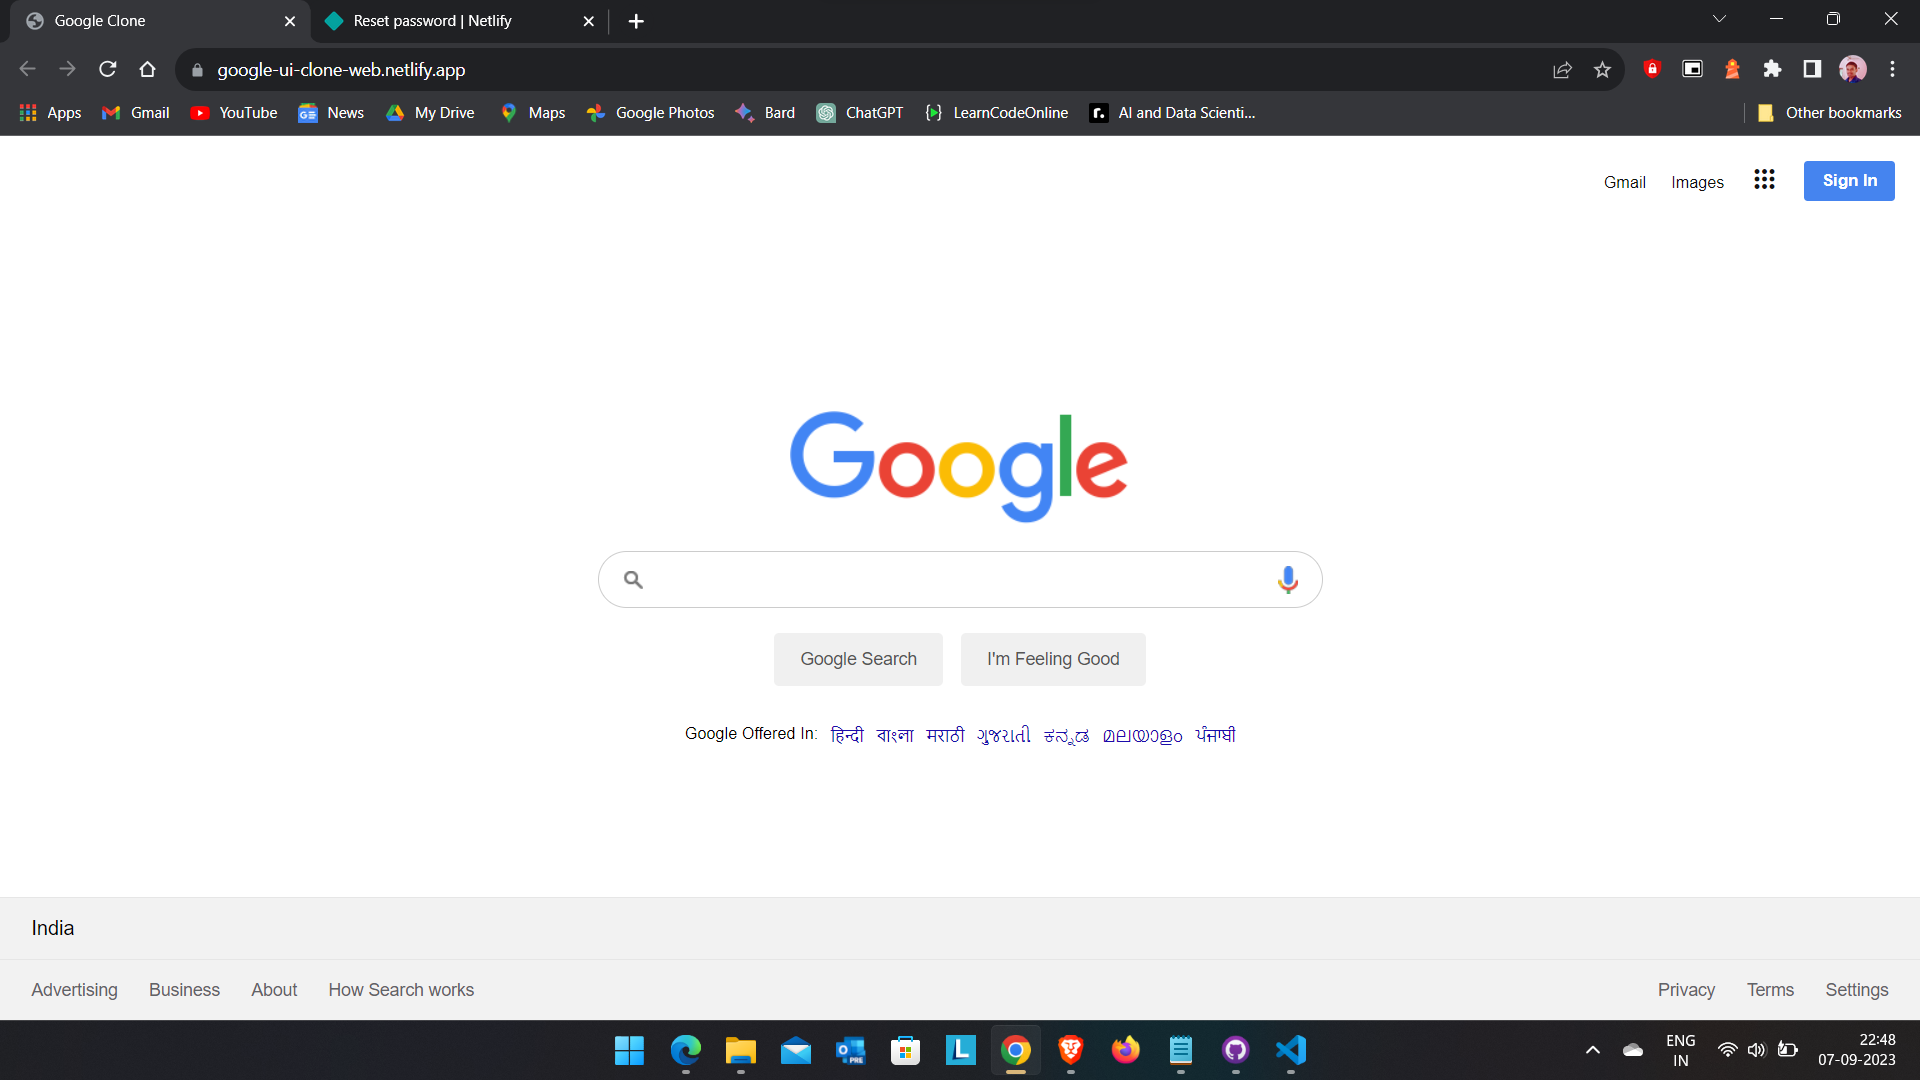 Google Clone
Reset password | Netlify
google-ui-clone-web.netlify.app
Apps Gmail YouTube News My Drive Maps Google Photos Bard ChatGPT LearnCodeOnline AI and Data Scienti... Other bookmarks
Gmail Images Sign In
Google
Google Search I'm Feeling Good
Google Offered In: हिन्दी বাংলা मराठी ગુજરાતી ಕನ್ನಡ മലയാളം ਪੰਜਾਬੀ
India
Advertising Business About How Search works Privacy Terms Settings
ENG
IN
22:48
07-09-2023